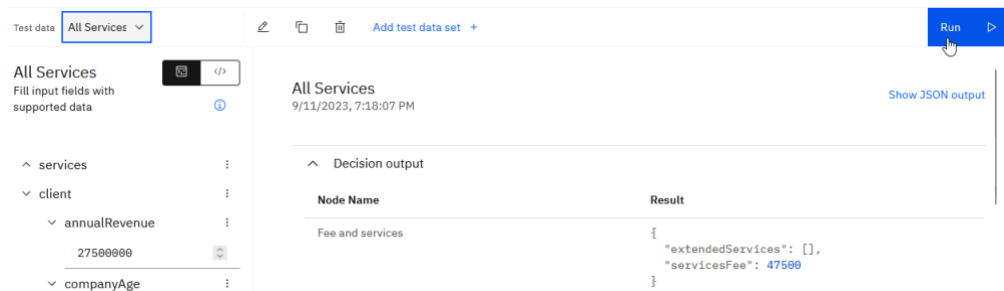 Test data All Services Add test data set + Run
All Services </>
Fill input fields with
supported data
All Services
9/11/2023, 7:18:07 PM
Show JSON output
services
client
annualRevenue
27500000
companyAge
Decision output
Node Name Result
Fee and services {
"extendedServices": [],
"servicesFee": 47500
}